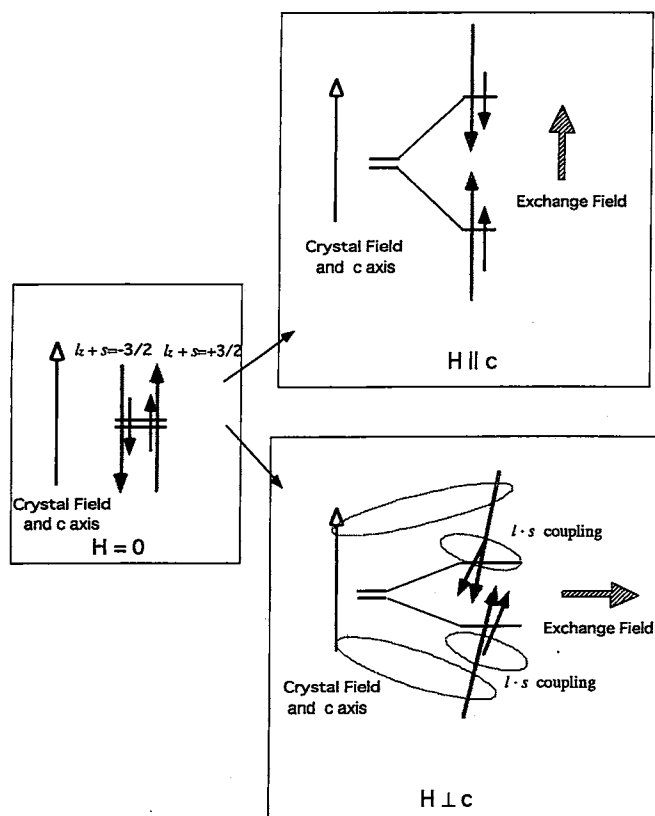 Crystal Field
and c axis
Exchange Field
H || c
lz + s=-3/2 lz + s=+3/2
Crystal Field
and c axis
H = 0
l · s coupling
Exchange Field
Crystal Field
and c axis
l · s coupling
H ⊥ c